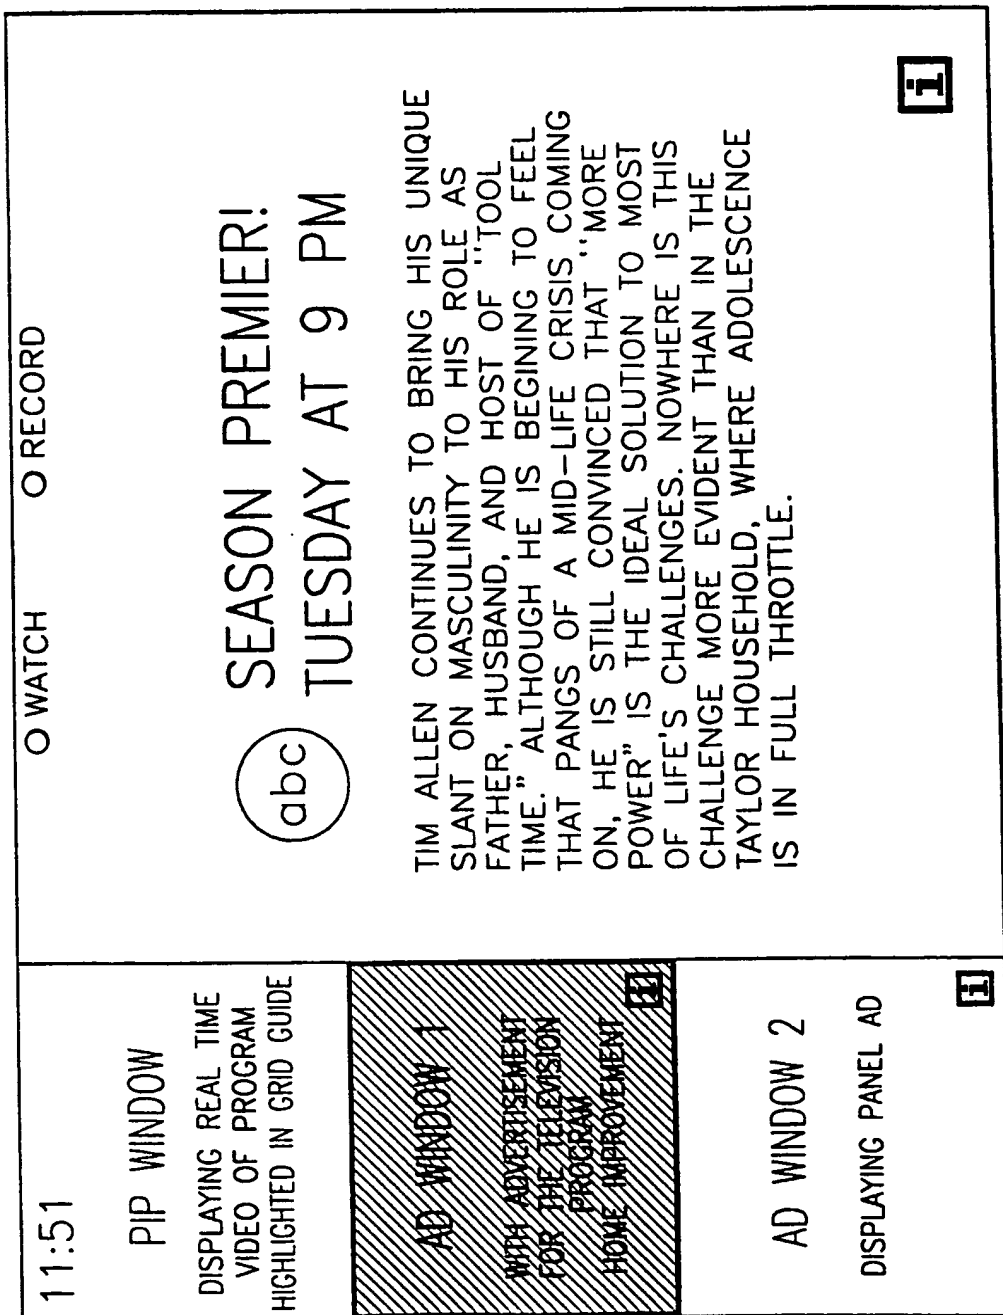 11:51
PIP WINDOW
DISPLAYING REAL TIME
VIDEO OF PROGRAM
HIGHLIGHTED IN GRID GUIDE
AD WINDOW 1
WITH ADVERTISEMENT
FOR THE TELEVISION
PROGRAM
HOME IMPROVEMENT
i
AD WINDOW 2
DISPLAYING PANEL AD
i
O WATCH O RECORD
abc
SEASON PREMIER!
TUESDAY AT 9 PM
TIM ALLEN CONTINUES TO BRING HIS UNIQUE
SLANT ON MASCULINITY TO HIS ROLE AS
FATHER, HUSBAND, AND HOST OF "TOOL
TIME." ALTHOUGH HE IS BEGINING TO FEEL
THAT PANGS OF A MID-LIFE CRISIS COMING
ON, HE IS STILL CONVINCED THAT "MORE
POWER" IS THE IDEAL SOLUTION TO MOST
OF LIFE'S CHALLENGES. NOWHERE IS THIS
CHALLENGE MORE EVIDENT THAN IN THE
TAYLOR HOUSEHOLD, WHERE ADOLESCENCE
IS IN FULL THROTTLE.
i